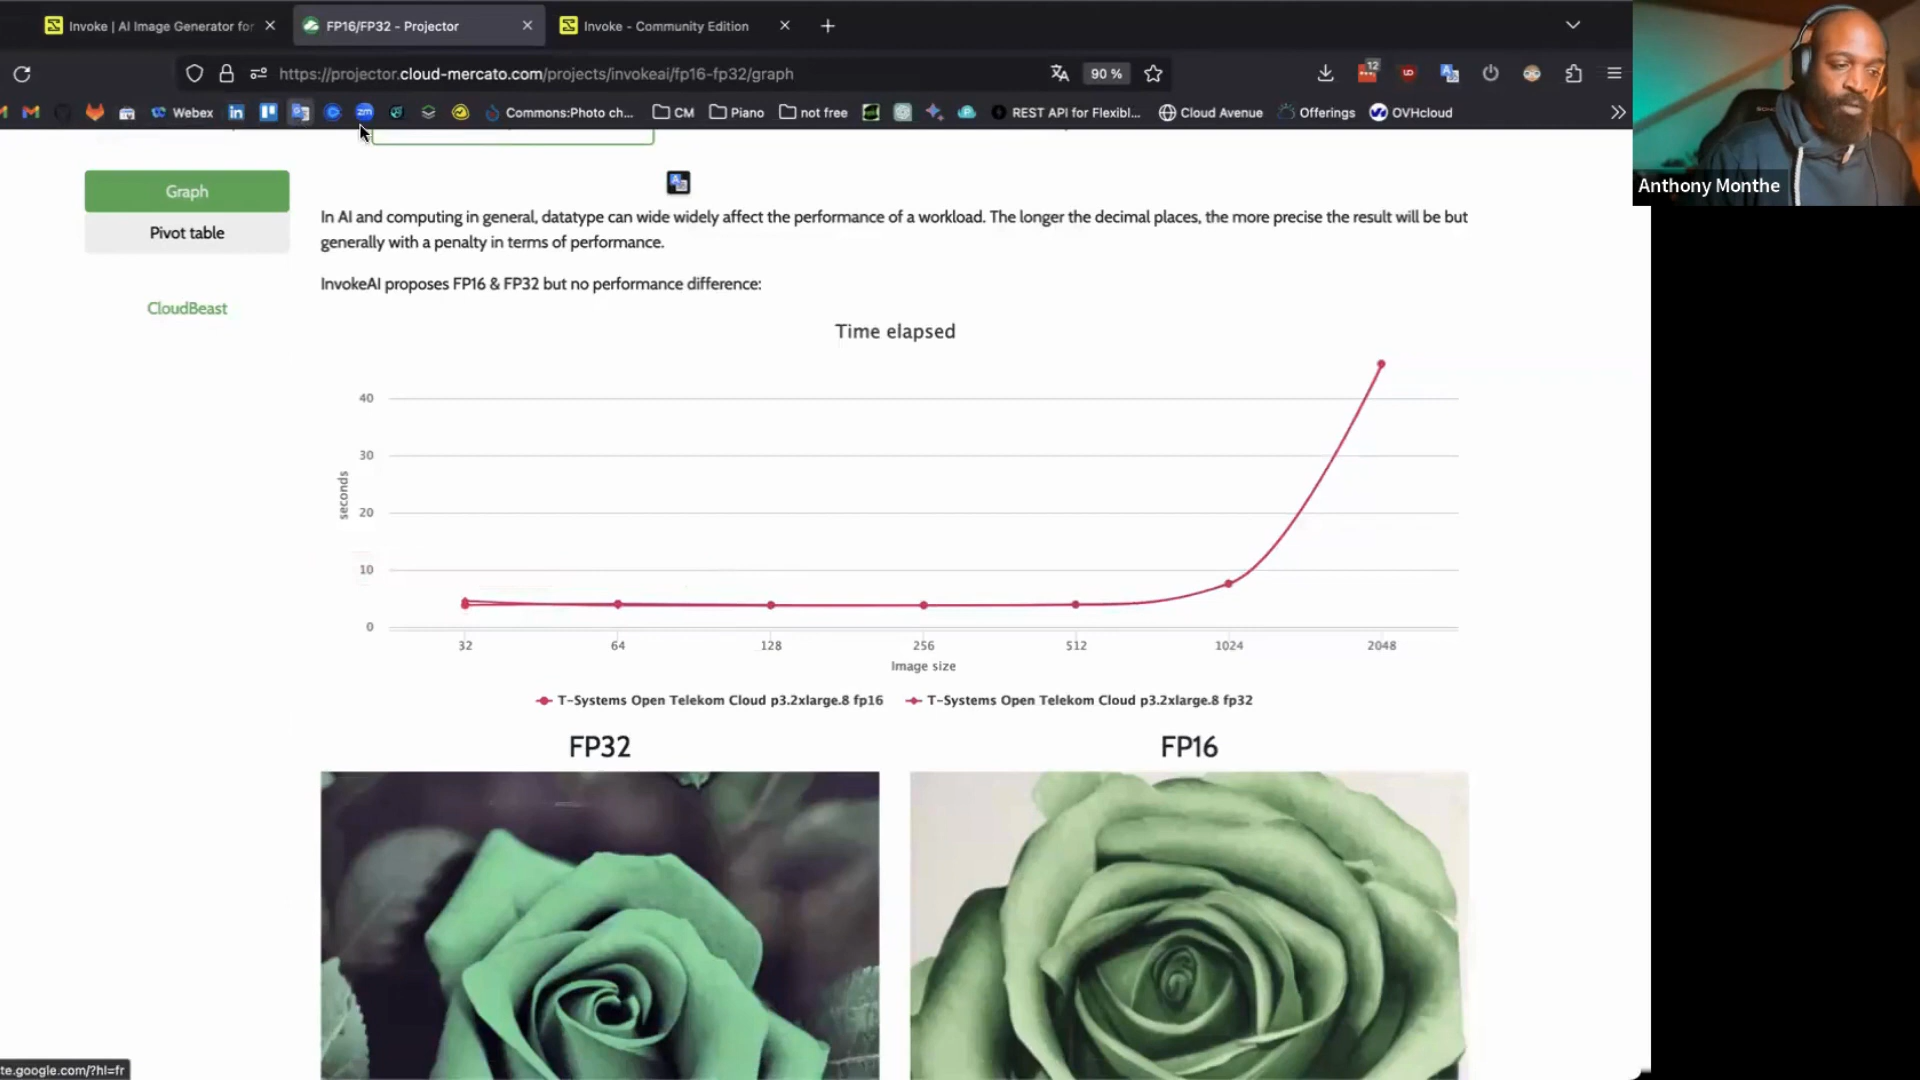 Invoke | AI Image Generator for
FP16/FP32 - Projector
Invoke - Community Edition
https://projector.cloud-mercato.com/projects/invokeai/fp16-fp32/graph
90 %
12
Webex
Commons:Photo ch...
CM
Piano
not free
REST API for Flexibl...
Cloud Avenue
Offerings
OVHcloud
Anthony Monthe
Graph
Pivot table
CloudBeast
In AI and computing in general, datatype can wide widely affect the performance of a workload. The longer the decimal places, the more precise the result will be but
generally with a penalty in terms of performance.
InvokeAI proposes FP16 & FP32 but no performance difference:
Time elapsed
40
30
20
10
0
seconds
32
64
128
256
512
1024
2048
Image size
T-Systems Open Telekom Cloud p3.2xlarge.8 fp16
T-Systems Open Telekom Cloud p3.2xlarge.8 fp32
FP32
FP16
te.google.com/?hl=fr